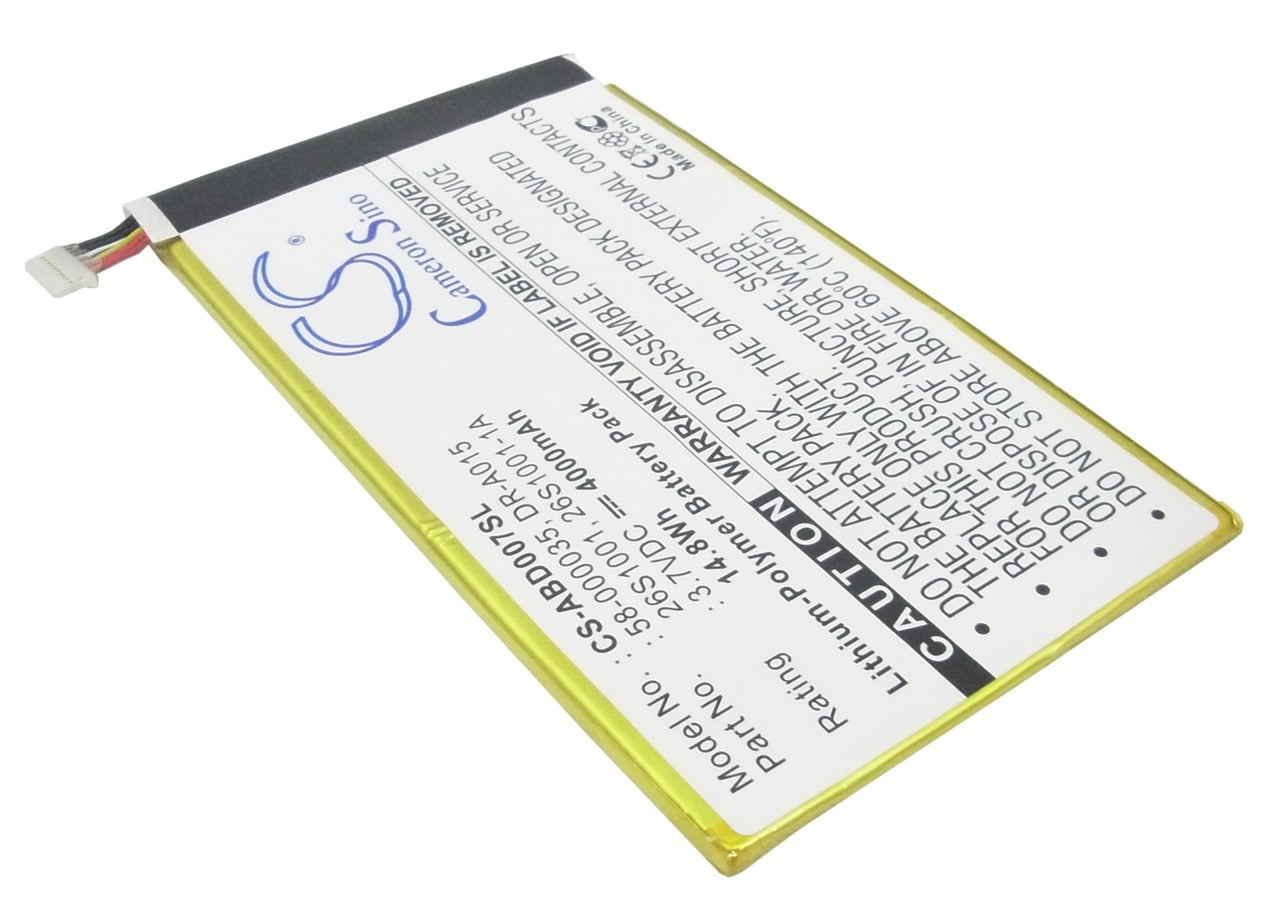 Cameron Sino
®
Model No. : CS-ABD007SL
Part No. : 58-000035, DR-A015
26S1001, 26S1001-1A
Rating : 3.7VDC ⎓ 4000mAh
14.8Wh
Lithium-Polymer Battery Pack
CAUTION WARRANTY VOID IF LABEL IS REMOVED
• DO NOT ATTEMPT TO DISASSEMBLE, OPEN OR SERVICE
THE BATTERY PACK.
• REPLACE ONLY WITH THE BATTERY PACK DESIGNATED
FOR THIS PRODUCT.
• DO NOT CRUSH, PUNCTURE, SHORT EXTERNAL CONTACTS
OR DISPOSE OF IN FIRE OR WATER.
• DO NOT STORE ABOVE 60°C (140°F).
CE
Made in China